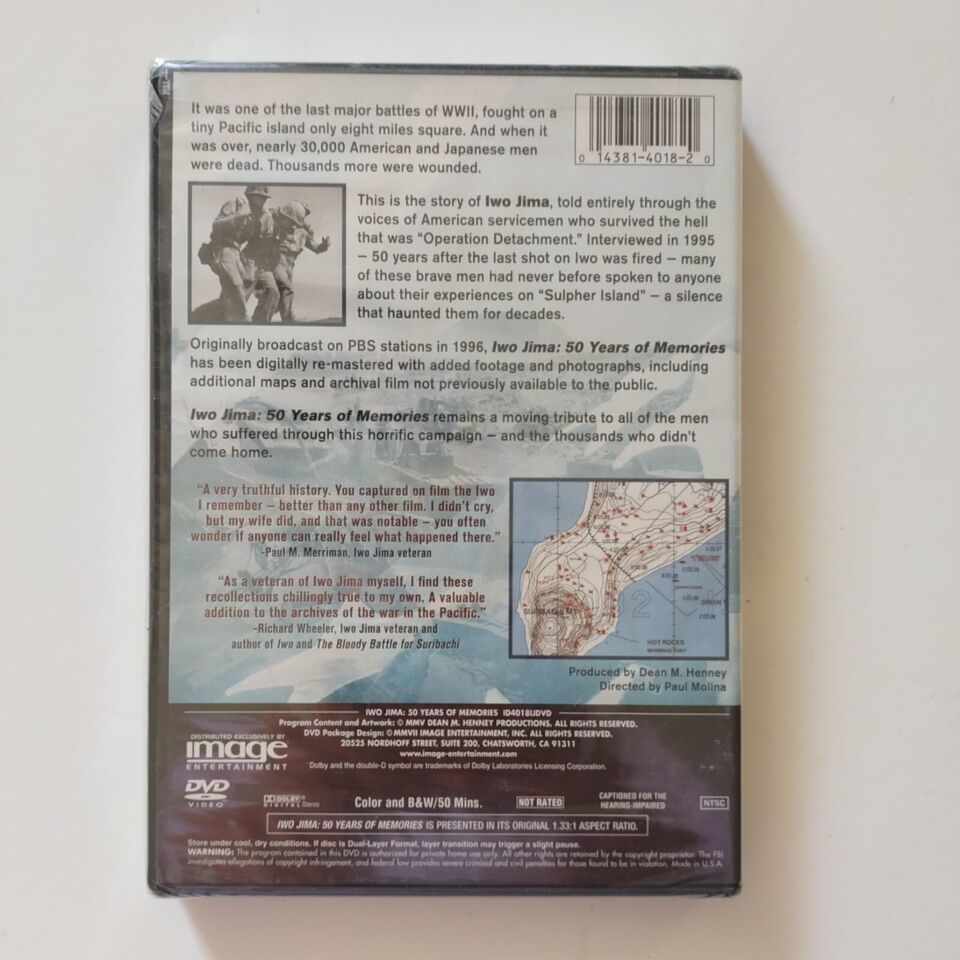 It was one of the last major battles of WWII, fought on a
tiny Pacific island only eight miles square. And when it
was over, nearly 30,000 American and Japanese men
were dead. Thousands more were wounded.
0 14381-4018-2 0
This is the story of Iwo Jima, told entirely through the
voices of American servicemen who survived the hell
that was “Operation Detachment.” Interviewed in 1995
– 50 years after the last shot on Iwo was fired – many
of these brave men had never before spoken to anyone
about their experiences on “Sulpher Island” – a silence
that haunted them for decades.
Originally broadcast on PBS stations in 1996, Iwo Jima: 50 Years of Memories
has been digitally re-mastered with added footage and photographs, including
additional maps and archival film not previously available to the public.
Iwo Jima: 50 Years of Memories remains a moving tribute to all of the men
who suffered through this horrific campaign – and the thousands who didn’t
come home.
“A very truthful history. You captured on film the Iwo
I remember – better than any other film. I didn’t cry,
but my wife did, and that was notable – you often
wonder if anyone can really feel what happened there.”
-Paul M. Merriman, Iwo Jima veteran
“As a veteran of Iwo Jima myself, I find these
recollections chillingly true to my own. A valuable
addition to the archives of the war in the Pacific.”
-Richard Wheeler, Iwo Jima veteran and
author of Iwo and The Bloody Battle for Suribachi
SURIBACHI MT
GREEN
HOT ROCKS
REFERENCE POINT
Produced by Dean M. Henney
Directed by Paul Molina
IWO JIMA: 50 YEARS OF MEMORIES ID4018IJDVD
Program Content and Artwork: © MMV DEAN M. HENNEY PRODUCTIONS. ALL RIGHTS RESERVED.
DVD Package Design: ©MMVII IMAGE ENTERTAINMENT, INC. ALL RIGHTS RESERVED.
20525 NORDHOFF STREET, SUITE 200, CHATSWORTH, CA 91311
www.image-entertainment.com
Dolby and the double-D symbol are trademarks of Dolby Laboratories Licensing Corporation.
DISTRIBUTED EXCLUSIVELY BY
image
ENTERTAINMENT
DVD
VIDEO
DOLBY
DIGITAL Stereo
Color and B&W/50 Mins.
NOT RATED
CAPTIONED FOR THE
HEARING-IMPAIRED
NTSC
IWO JIMA: 50 YEARS OF MEMORIES IS PRESENTED IN ITS ORIGINAL 1.33:1 ASPECT RATIO.
Store under cool, dry conditions. If disc is Dual-Layer Format, layer transition may trigger a slight pause.
WARNING: The program contained in this DVD is authorized for private home use only. All other rights are retained by the copyright proprietor. The FBI
investigates allegations of copyright infringement, and federal law provides severe criminal and civil penalties for those found to be in violation. Made in U.S.A.